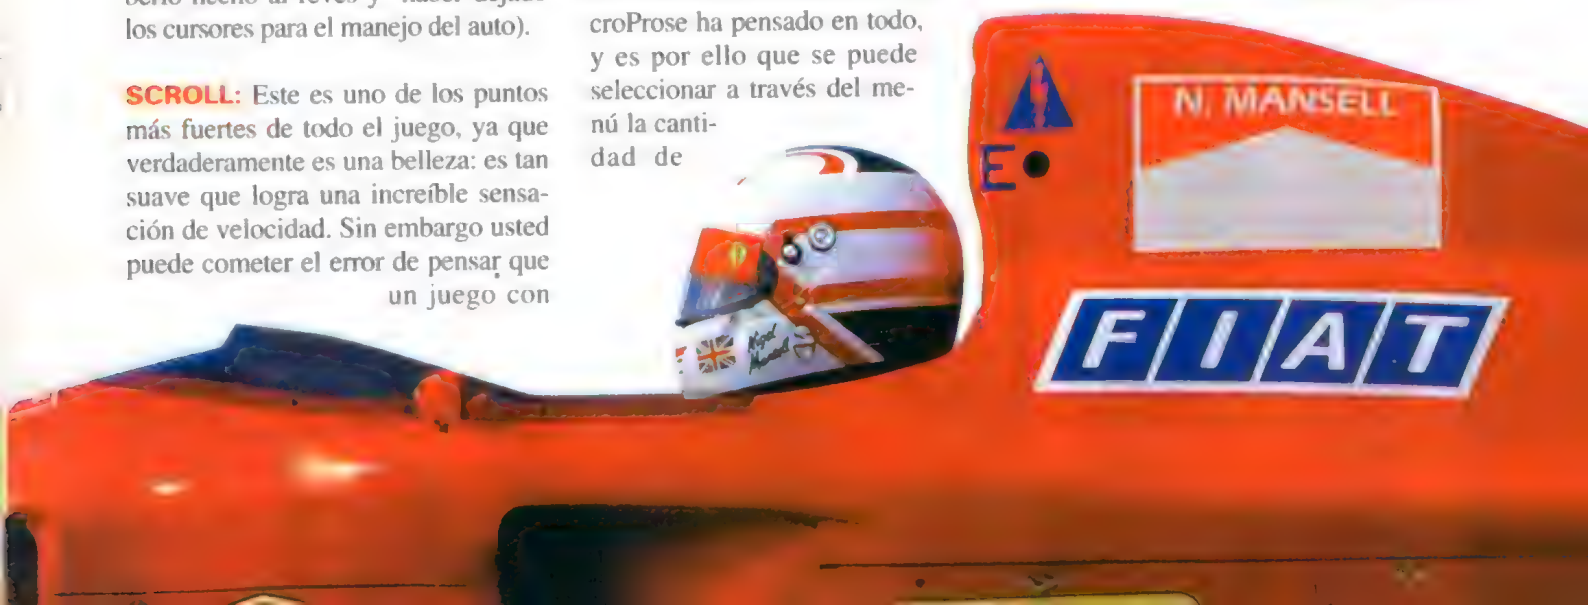 los cursores para el manejo del auto).
SCROLL: Este es uno de los puntos
más fuertes de todo el juego, ya que
verdaderamente es una belleza: es tan
suave que logra una increíble sensa-
ción de velocidad. Sin embargo usted
puede cometer el error de pensar que
un juego con
croProse ha pensado en todo,
y es por ello que se puede
seleccionar a través del me-
nú la canti-
dad de
N. MANSELL
E
FIAT
Nigel
Mansell